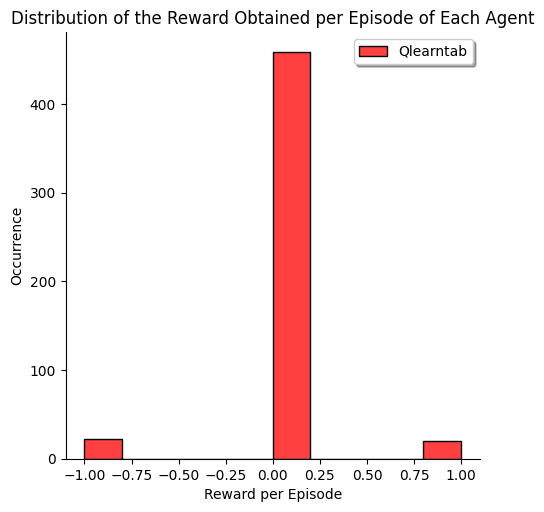 Distribution of the Reward Obtained per Episode of Each Agent
Qlearntab
400
300
200
100
0
Occurrence
−1.00 −0.75 −0.50 −0.25 0.00 0.25 0.50 0.75 1.00
Reward per Episode